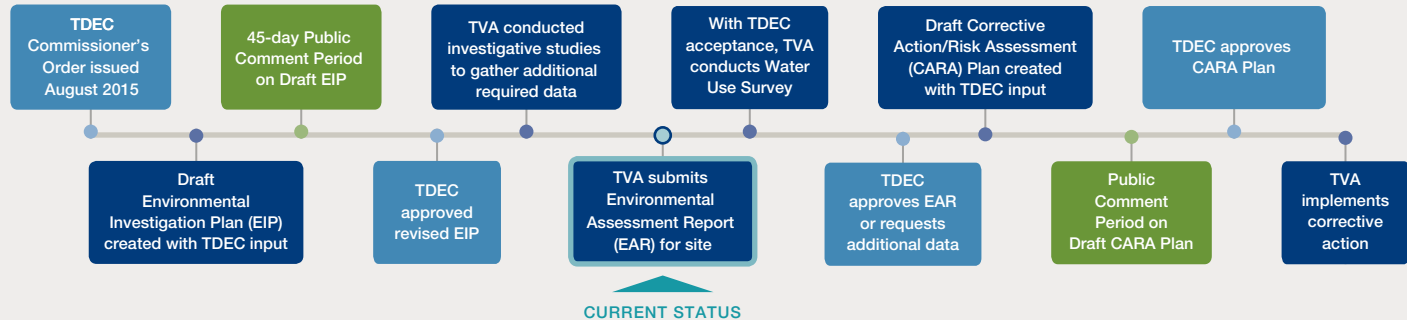 TDEC
Commissioner's
Order issued
August 2015
Draft
Environmental
Investigation Plan (EIP)
created with TDEC input
45-day Public
Comment Period
on Draft EIP
TDEC
approved
revised EIP
TVA conducted
investigative studies
to gather additional
required data
TVA submits
Environmental
Assessment Report
(EAR) for site
CURRENT STATUS
With TDEC
acceptance, TVA
conducts Water
Use Survey
TDEC
approves EAR
or requests
additional data
Draft Corrective
Action/Risk Assessment
(CARA) Plan created
with TDEC input
Public
Comment
Period on
Draft CARA Plan
TDEC approves
CARA Plan
TVA
implements
corrective
action